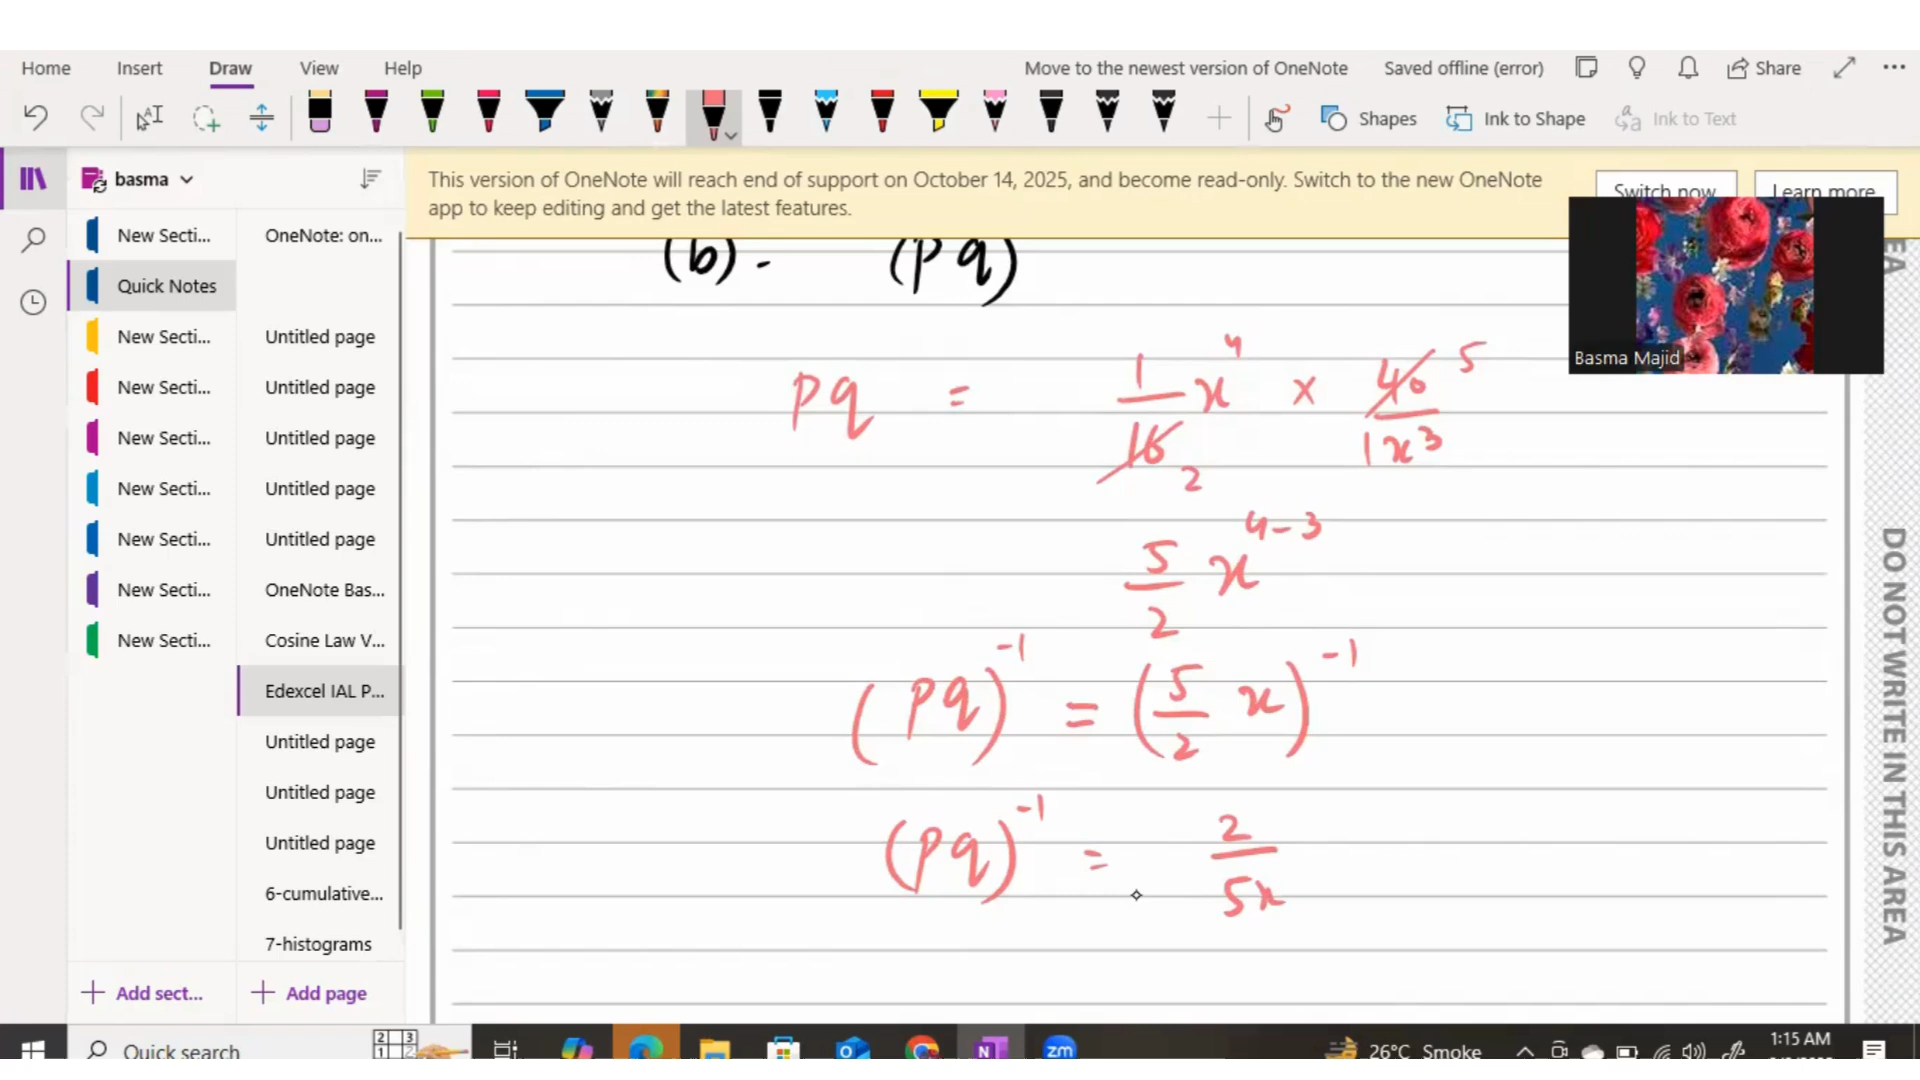 Home Insert Draw View Help Move to the newest version of OneNote Saved offline (error) Share
Shapes Ink to Shape Ink to Text
basma
This version of OneNote will reach end of support on October 14, 2025, and become read-only. Switch to the new OneNote app to keep editing and get the latest features.
Switch now Learn more
New Secti... OneNote: on...
Quick Notes
New Secti... Untitled page
New Secti... Untitled page
New Secti... Untitled page
New Secti... Untitled page
New Secti... Untitled page
New Secti... OneNote Bas...
New Secti... Cosine Law V...
Edexcel IAL P...
Untitled page
Untitled page
Untitled page
6-cumulative...
7-histograms
Add sect... Add page
Basma Majid
(b). (pq)
pq = 1/16 2 x^4 × 40 5/1x^3
5/2 x^4-3
(pq)^-1 = (5/2 x)^-1
(pq)^-1 = 2/5x
DO NOT WRITE IN THIS AREA
Quick search
zm
26°C Smoke
1:15 AM